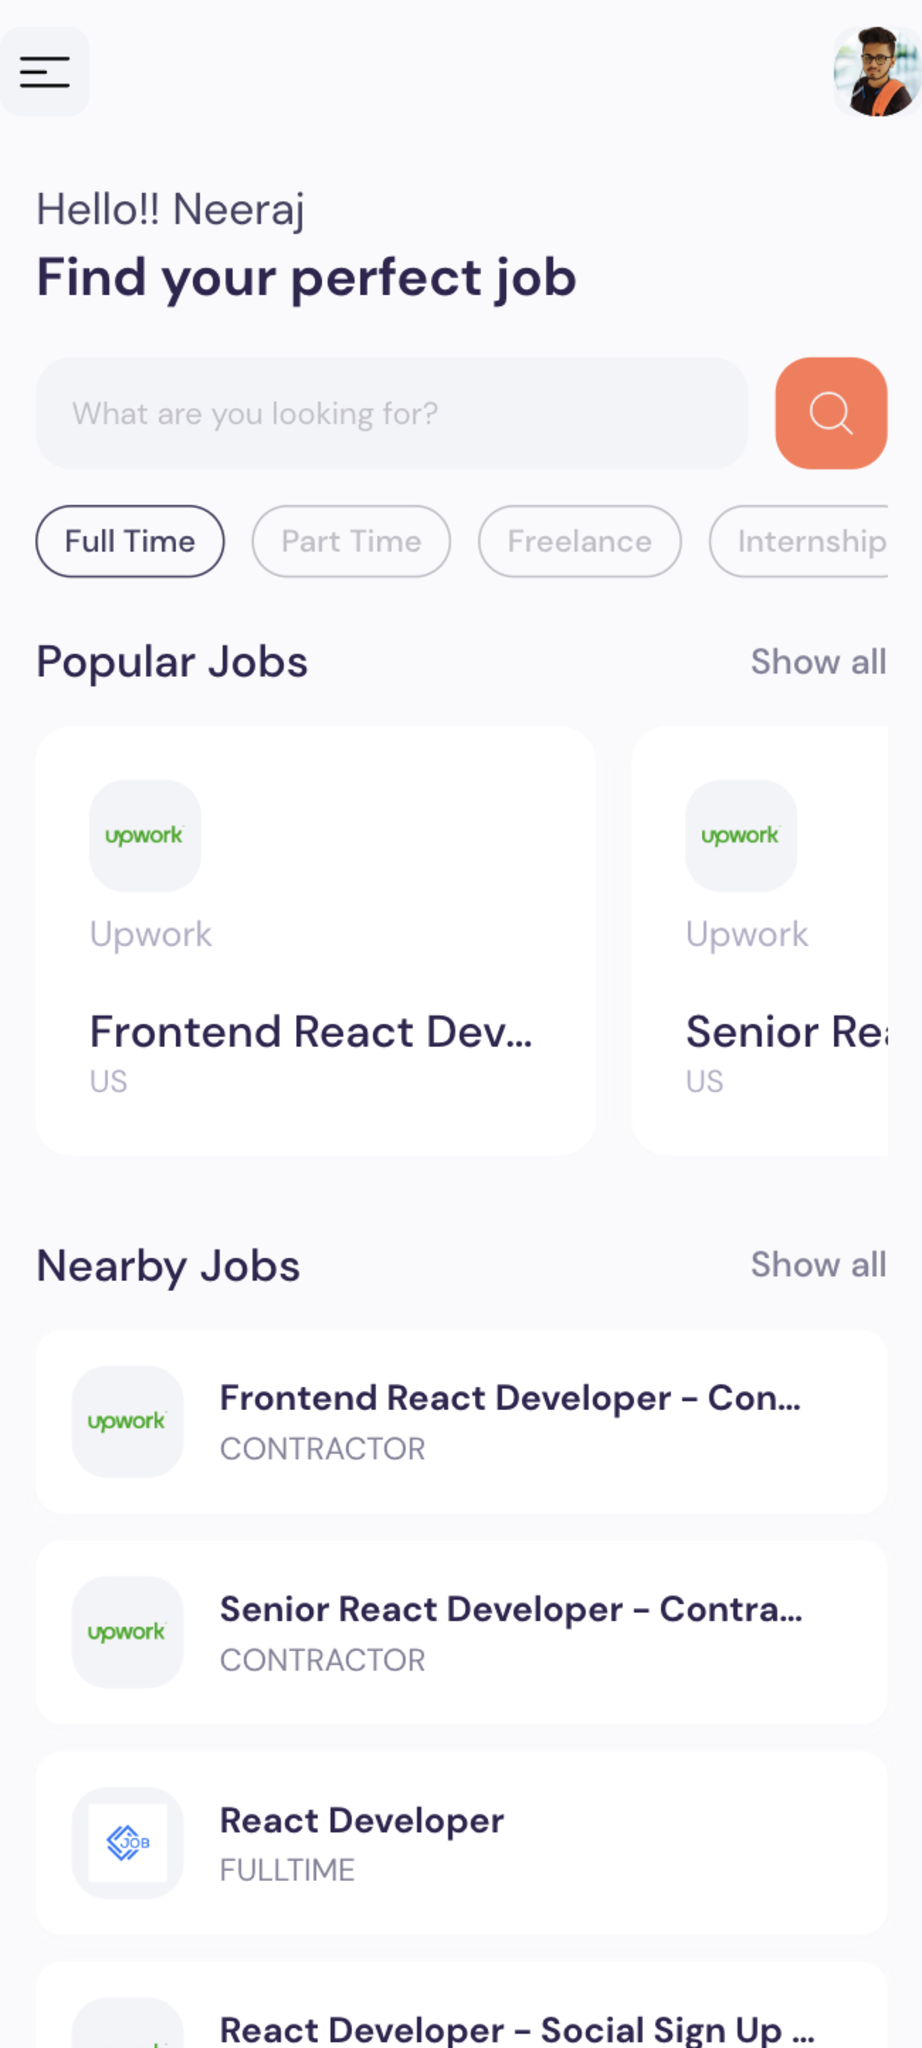 Hello!! Neeraj
Find your perfect job
What are you looking for?
Full Time
Part Time
Freelance
Internship
Popular Jobs
Show all
upwork
Upwork
Frontend React Dev...
US
upwork
Upwork
Senior Rea
US
Nearby Jobs
Show all
upwork
Frontend React Developer - Con...
CONTRACTOR
upwork
Senior React Developer - Contra...
CONTRACTOR
JOB
React Developer
FULLTIME
React Developer - Social Sign Up ...